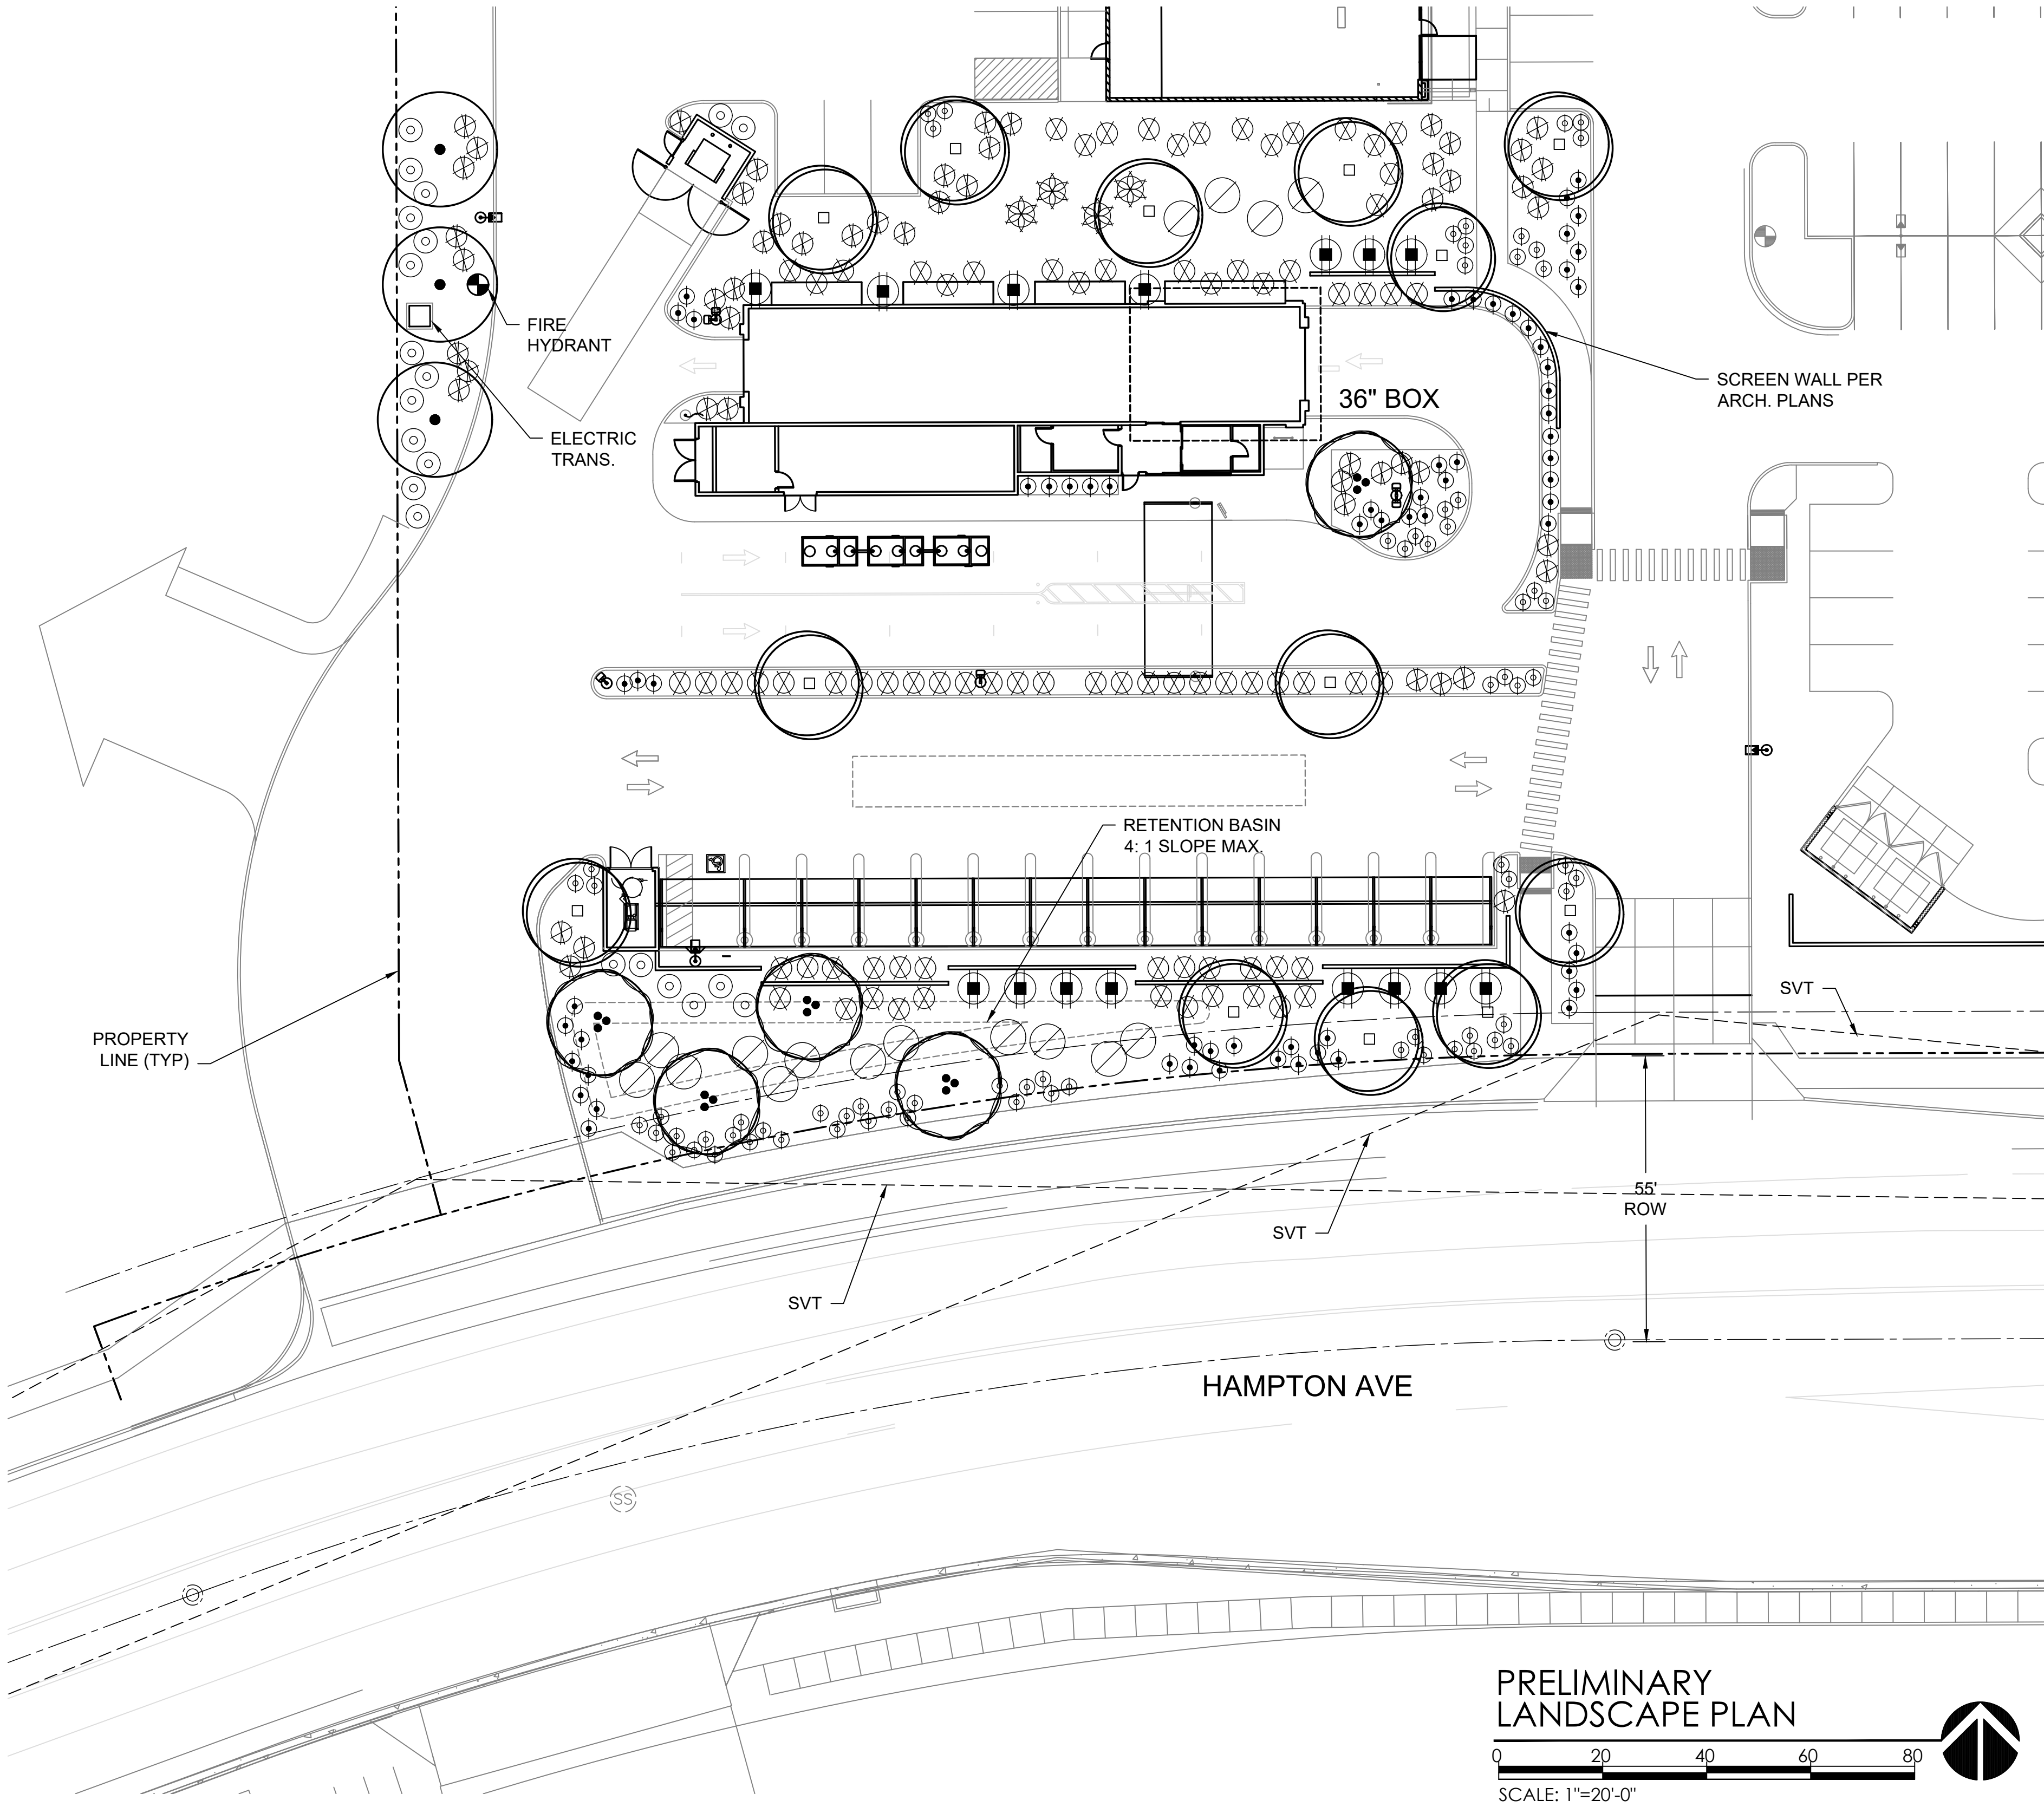 FIRE
HYDRANT
SCREEN WALL PER
ARCH. PLANS
36" BOX
ELECTRIC
TRANS.
RETENTION BASIN
4: 1 SLOPE MAX.
SVT
PROPERTY
LINE (TYP)
55'
ROW
SVT
SVT
HAMPTON AVE
SS
PRELIMINARY
LANDSCAPE PLAN
0 20 40 60 80
SCALE: 1"=20'-0"